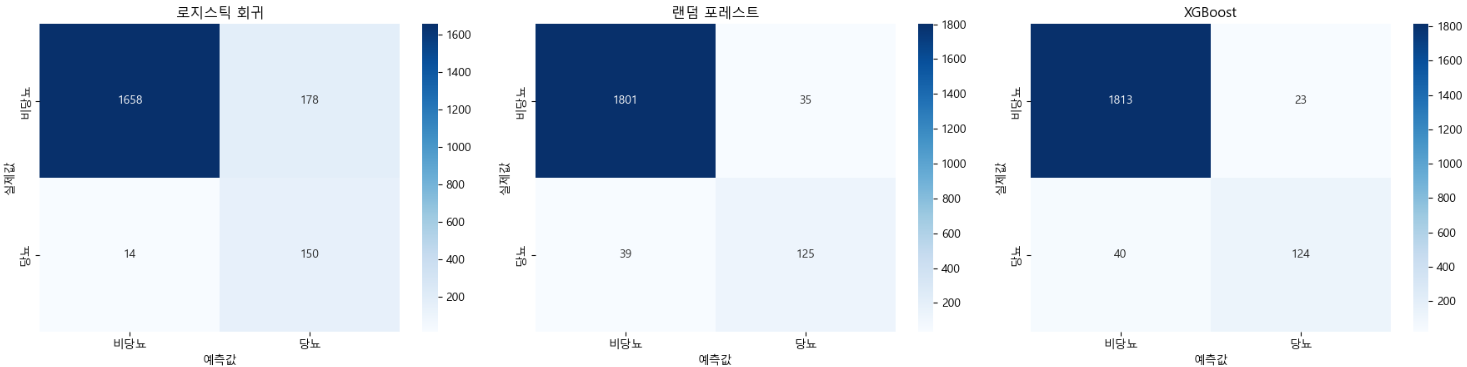 로지스틱 회귀
비당뇨
당뇨
실제값
1658
178
14
150
비당뇨
당뇨
예측값
1600
1400
1200
1000
800
600
400
200
랜덤 포레스트
비당뇨
당뇨
실제값
1801
35
39
125
비당뇨
당뇨
예측값
1800
1600
1400
1200
1000
800
600
400
200
XGBoost
비당뇨
당뇨
실제값
1813
23
40
124
비당뇨
당뇨
예측값
1800
1600
1400
1200
1000
800
600
400
200